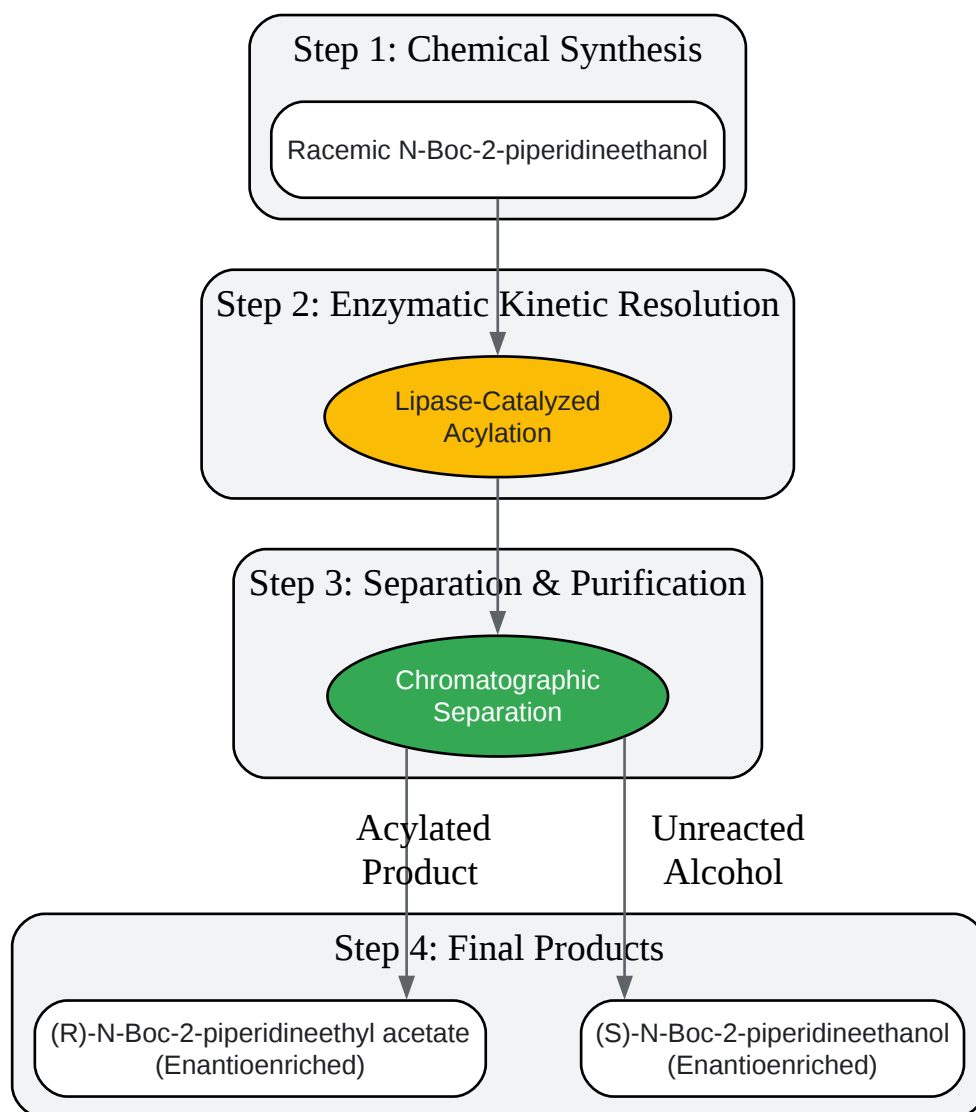 Step 1: Chemical Synthesis
Racemic N-Boc-2-piperidineethanol
Step 2: Enzymatic Kinetic Resolution
Lipase-Catalyzed
Acylation
Step 3: Separation & Purification
Chromatographic
Separation
Acylated
Product
Unreacted
Alcohol
Step 4: Final Products
(R)-N-Boc-2-piperidineethyl acetate
(Enantioenriched)
(S)-N-Boc-2-piperidineethanol
(Enantioenriched)